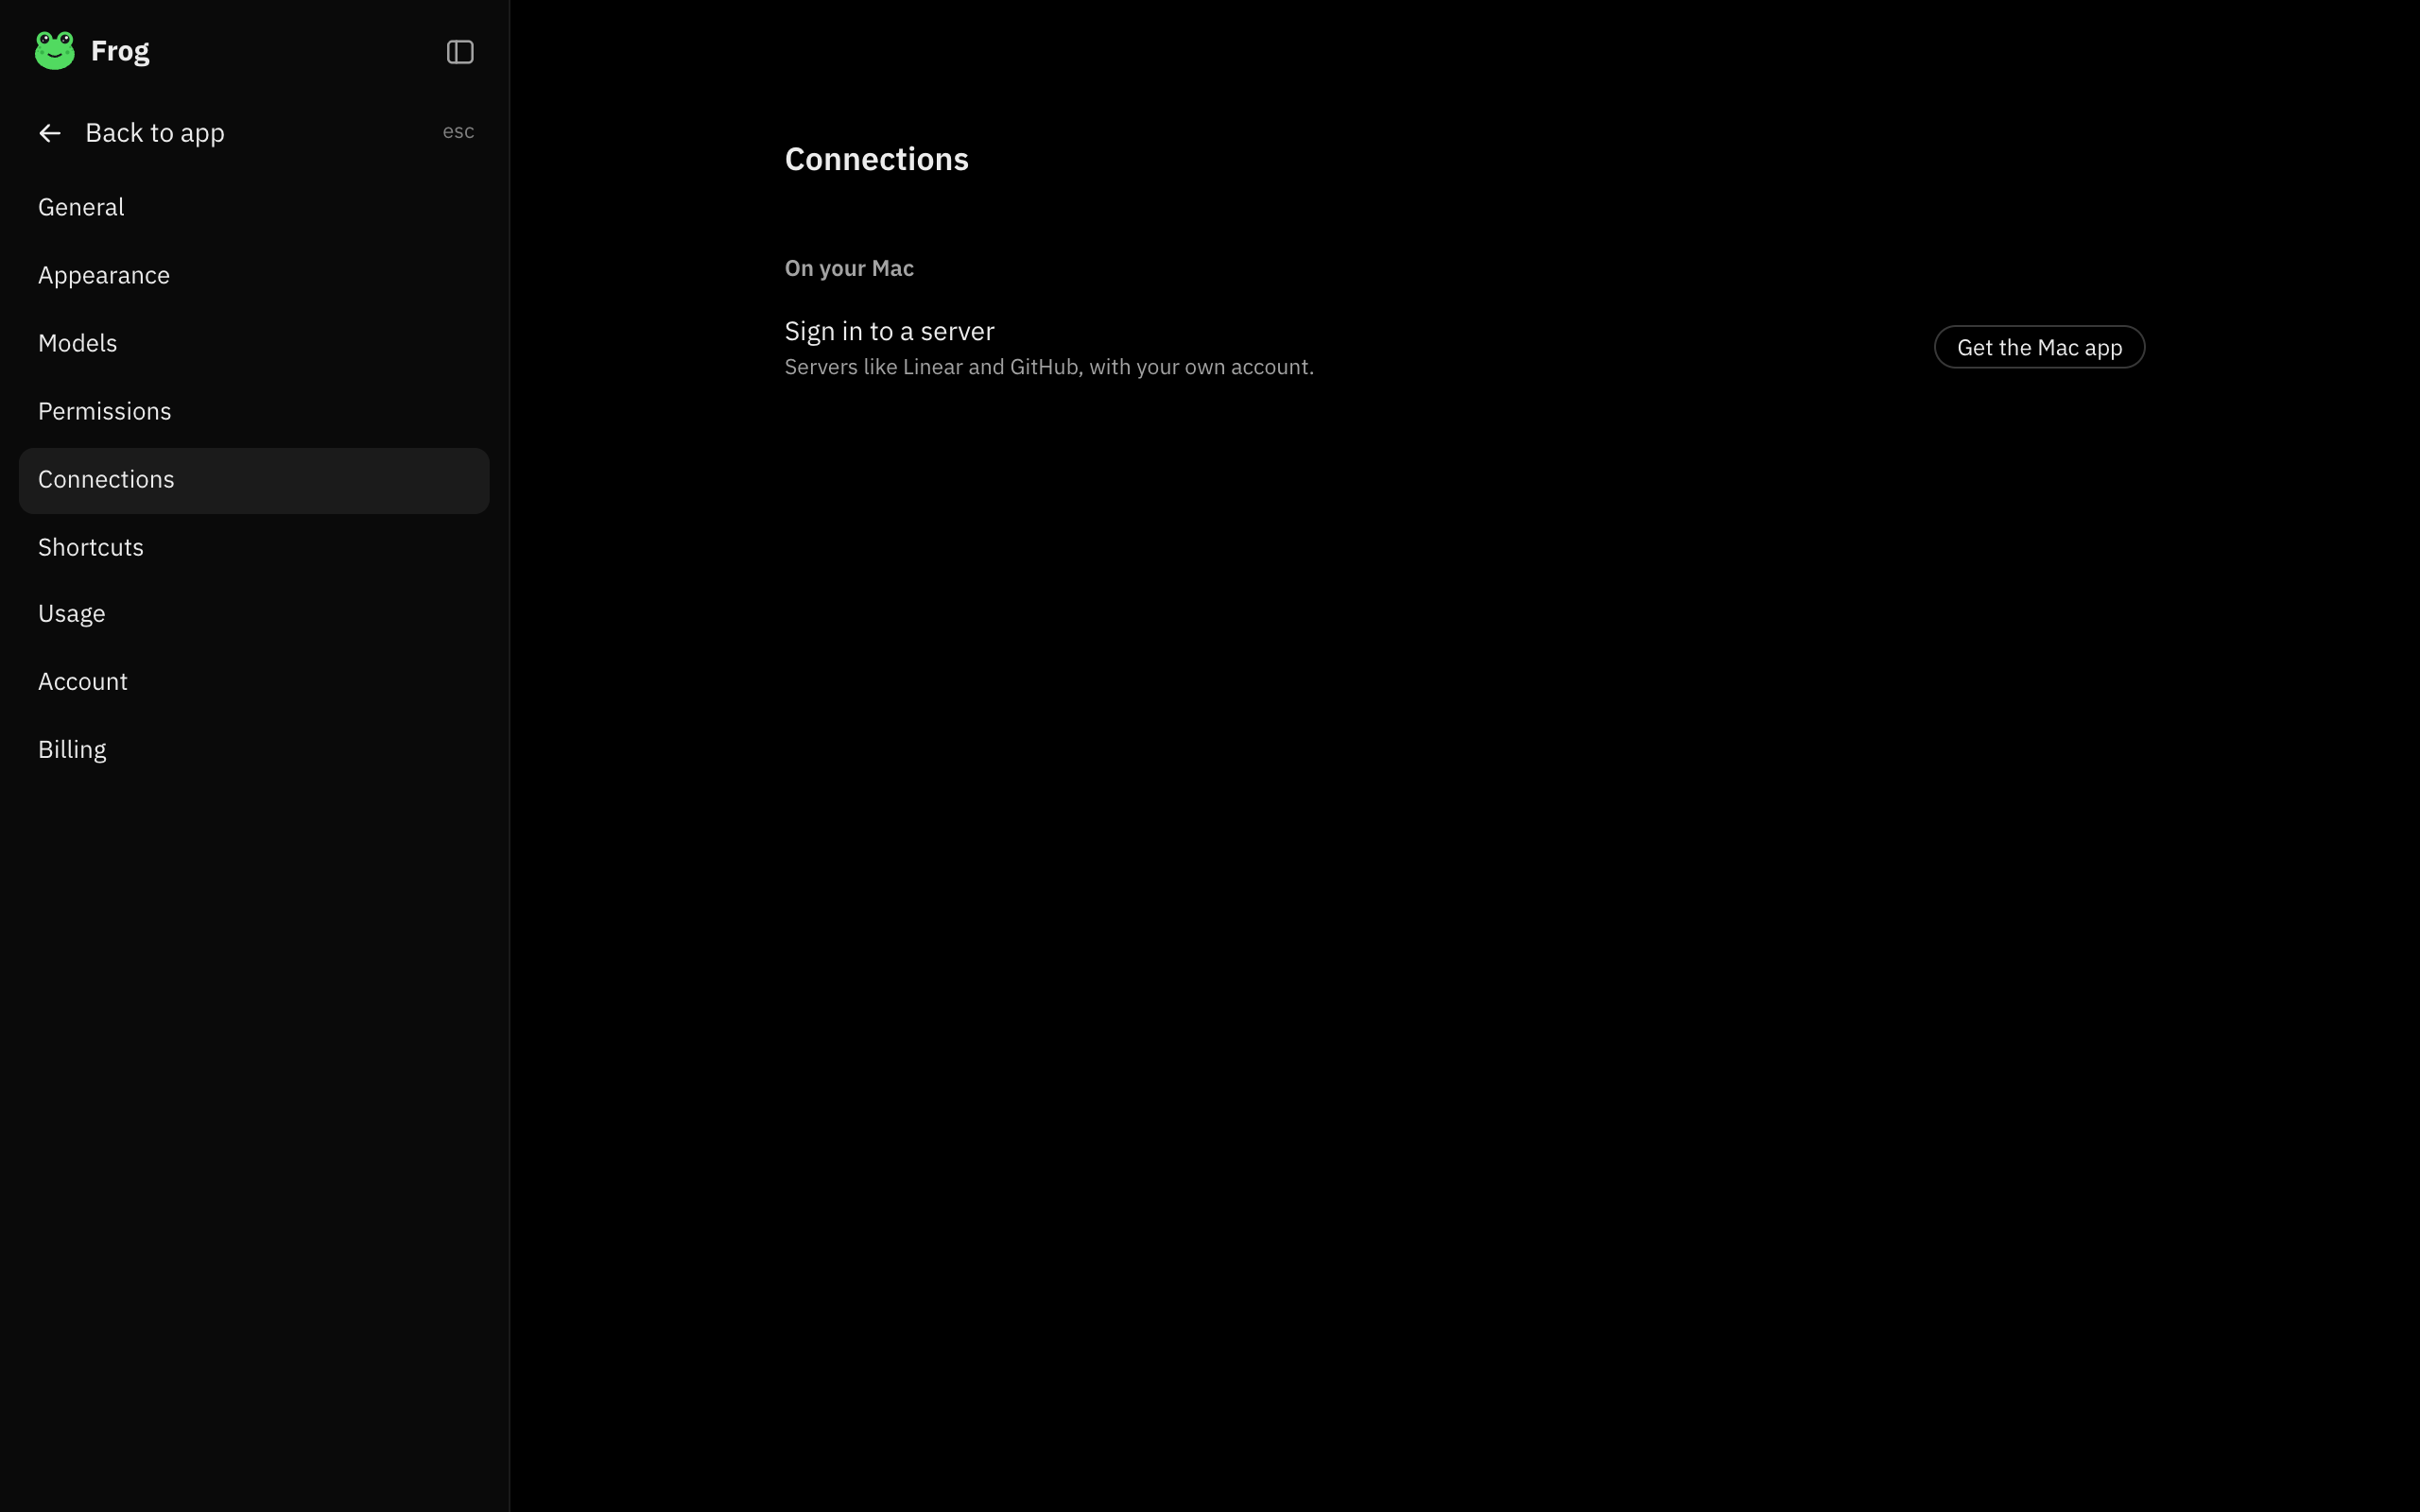 Frog
Back to app
esc
General
Appearance
Models
Permissions
Connections
Shortcuts
Usage
Account
Billing
Connections
On your Mac
Sign in to a server
Servers like Linear and GitHub, with your own account.
Get the Mac app